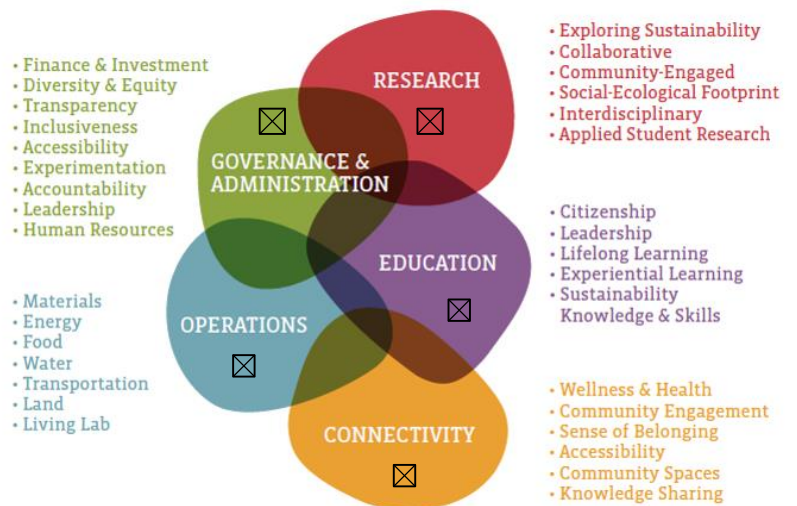 RESEARCH
• Exploring Sustainability
• Collaborative
• Community-Engaged
• Social-Ecological Footprint
• Interdisciplinary
• Applied Student Research
• Finance & Investment
• Diversity & Equity
• Transparency
• Inclusiveness
• Accessibility
• Experimentation
• Accountability
• Leadership
• Human Resources
GOVERNANCE &
ADMINISTRATION
EDUCATION
• Citizenship
• Leadership
• Lifelong Learning
• Experiential Learning
• Sustainability
Knowledge & Skills
• Materials
• Energy
• Food
• Water
• Transportation
• Land
• Living Lab
OPERATIONS
CONNECTIVITY
• Wellness & Health
• Community Engagement
• Sense of Belonging
• Accessibility
• Community Spaces
• Knowledge Sharing